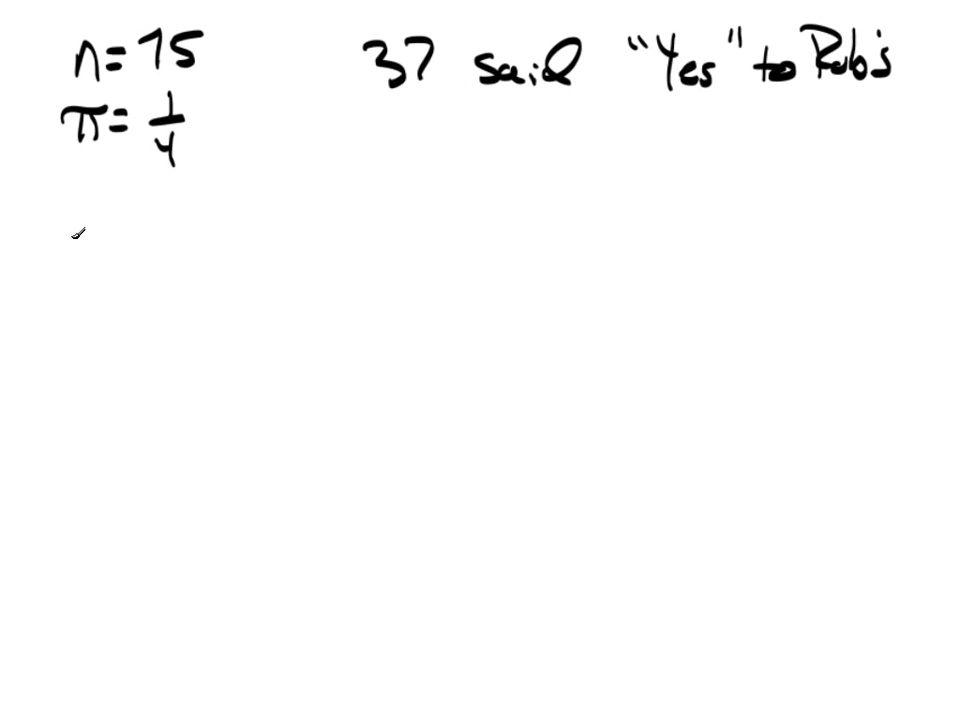 n=75
π=1/4
37 said "Yes" to Rob's